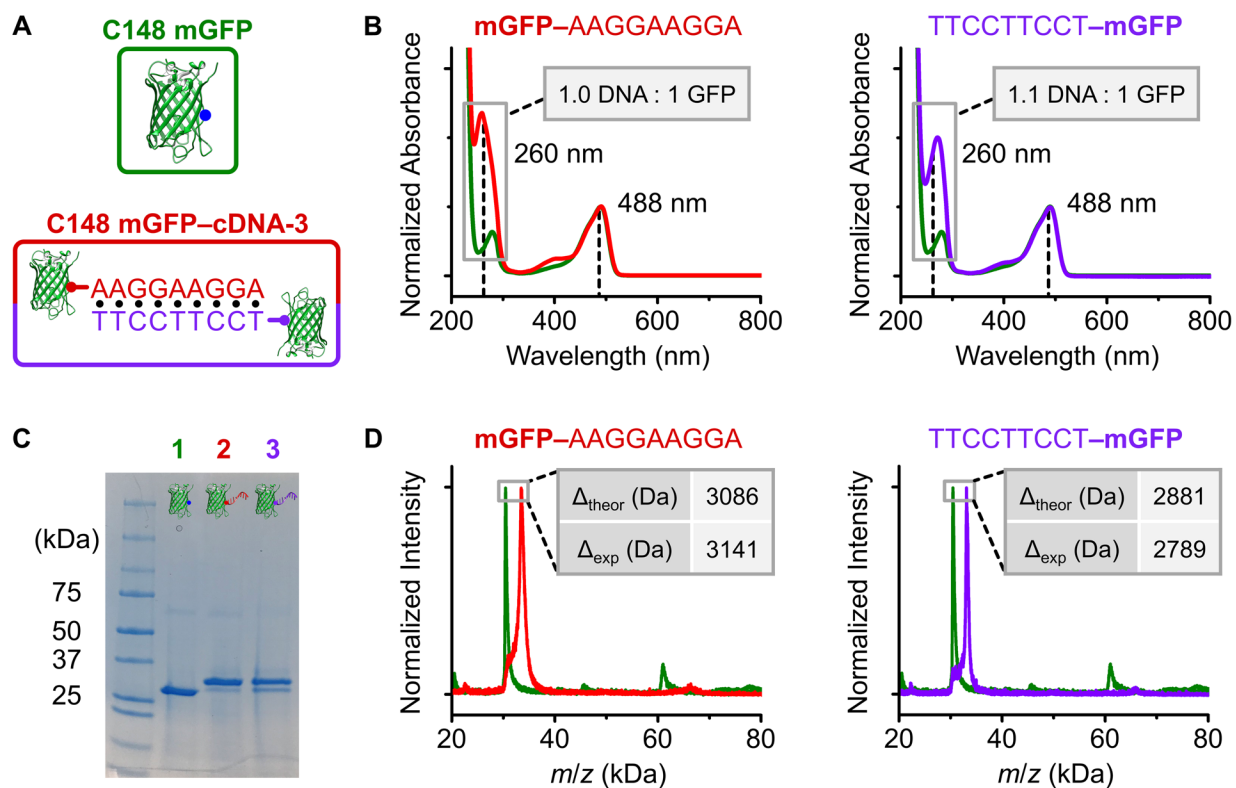 A
C148 mGFP
C148 mGFP–cDNA-3
AAGGAAGGA
TTCCTTCCT
B
mGFP–AAGGAAGGA
Normalized Absorbance
1.0 DNA : 1 GFP
260 nm
488 nm
200 400 600 800
Wavelength (nm)
TTCCTTCCT–mGFP
Normalized Absorbance
1.1 DNA : 1 GFP
260 nm
488 nm
200 400 600 800
Wavelength (nm)
C
1 2 3
(kDa)
75
50
37
25
D
mGFP–AAGGAAGGA
Normalized Intensity
Δtheor (Da) 3086
Δexp (Da) 3141
20 40 60 80
m/z (kDa)
TTCCTTCCT–mGFP
Normalized Intensity
Δtheor (Da) 2881
Δexp (Da) 2789
20 40 60 80
m/z (kDa)